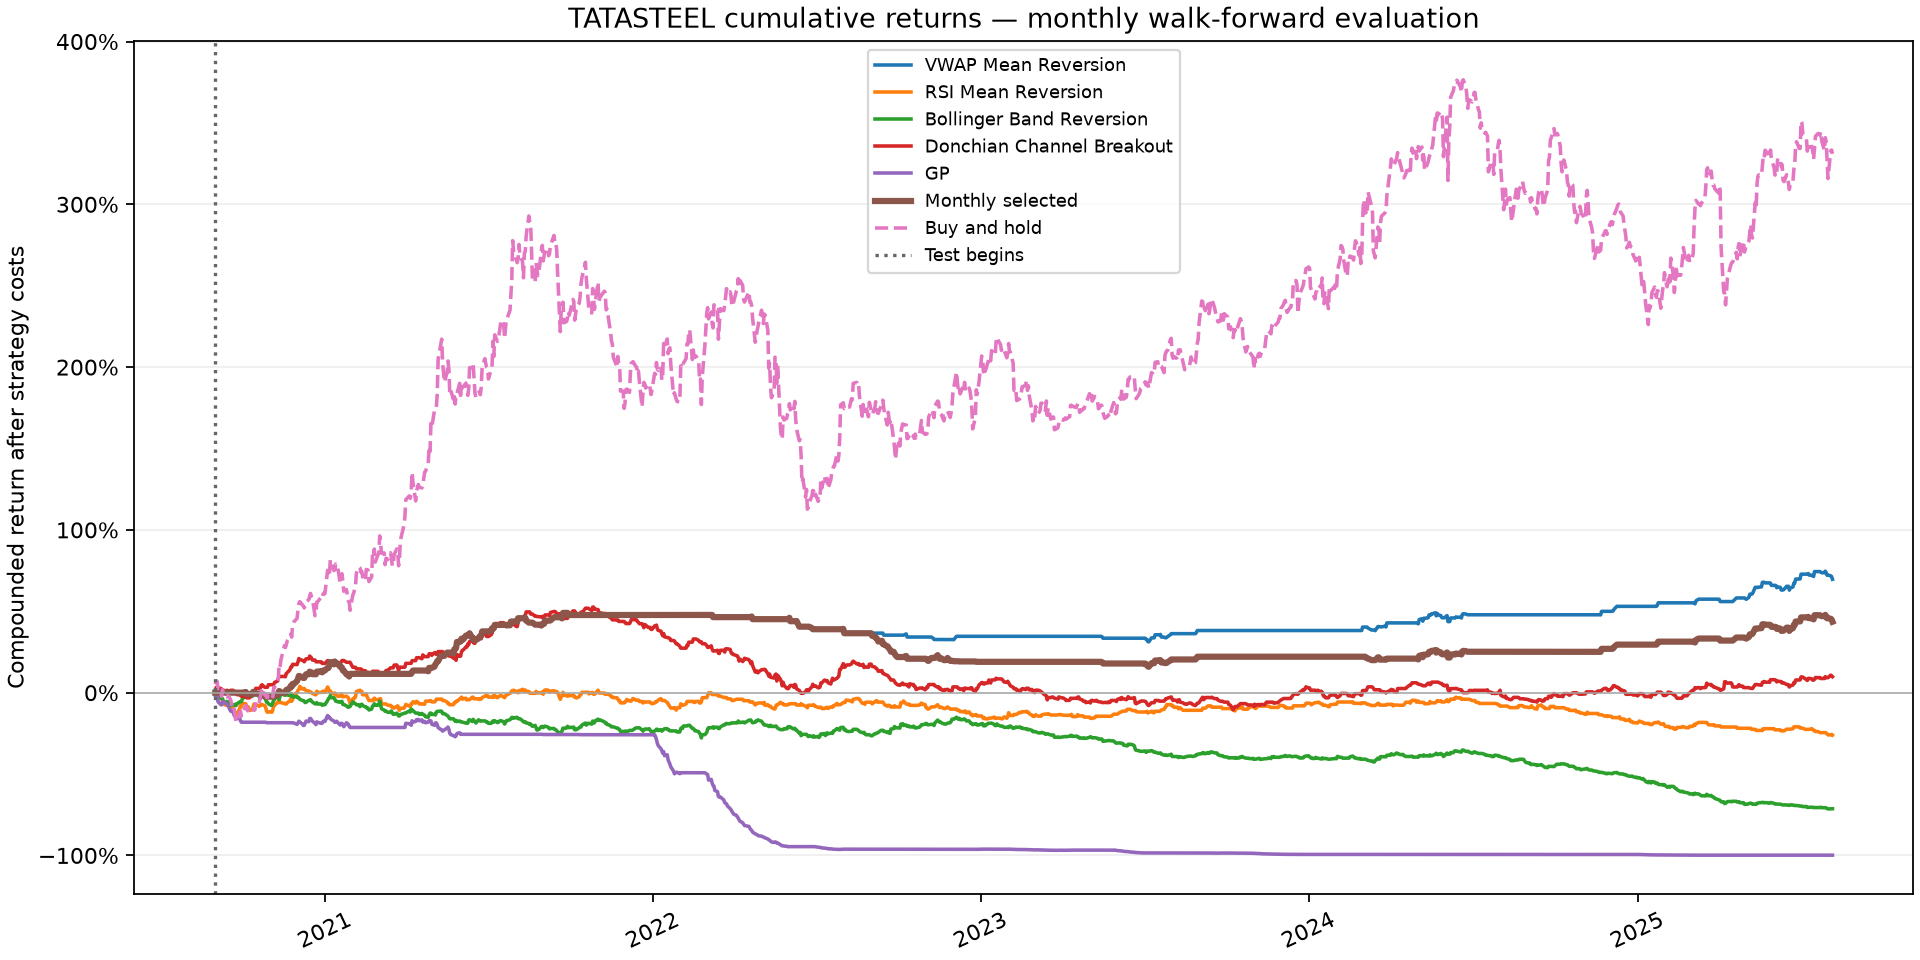 TATASTEEL cumulative returns — monthly walk-forward evaluation
Compounded return after strategy costs
400%
300%
200%
100%
0%
−100%
VWAP Mean Reversion
RSI Mean Reversion
Bollinger Band Reversion
Donchian Channel Breakout
GP
Monthly selected
Buy and hold
Test begins
2021
2022
2023
2024
2025